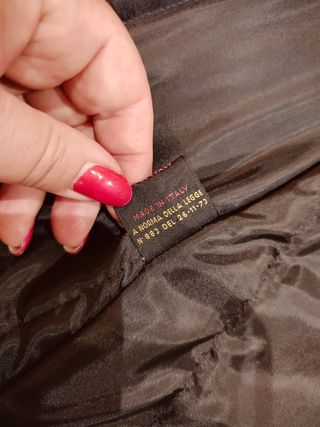 MADE IN ITALY
A NORMA DELLA LEGGE
N° 883 DEL 26-11-73